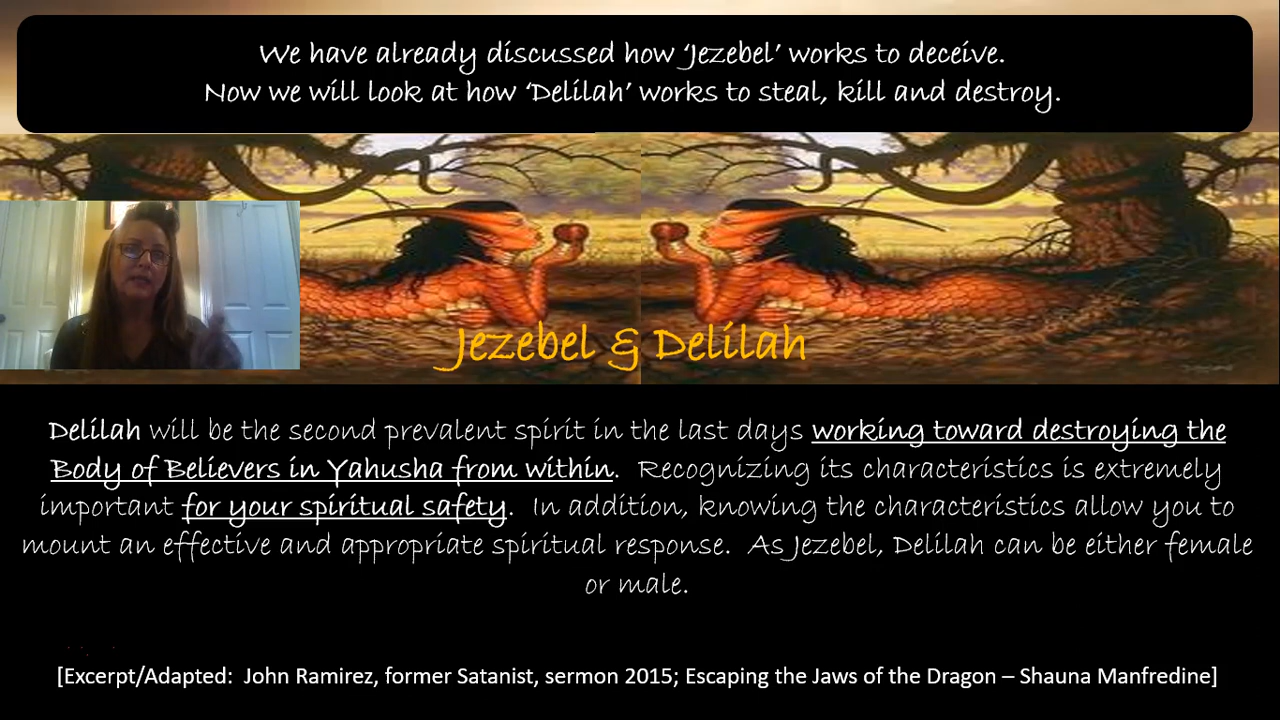 We have already discussed how ‘Jezebel’ works to deceive.
Now we will look at how ‘Delilah’ works to steal, kill and destroy.
Jezebel & Delilah
Delilah will be the second prevalent spirit in the last days working toward destroying the
Body of Believers in Yahusha from within.  Recognizing its characteristics is extremely
important for your spiritual safety.  In addition, knowing the characteristics allow you to
mount an effective and appropriate spiritual response.  As Jezebel, Delilah can be either female
or male.
[Excerpt/Adapted:  John Ramirez, former Satanist, sermon 2015; Escaping the Jaws of the Dragon – Shauna Manfredine]